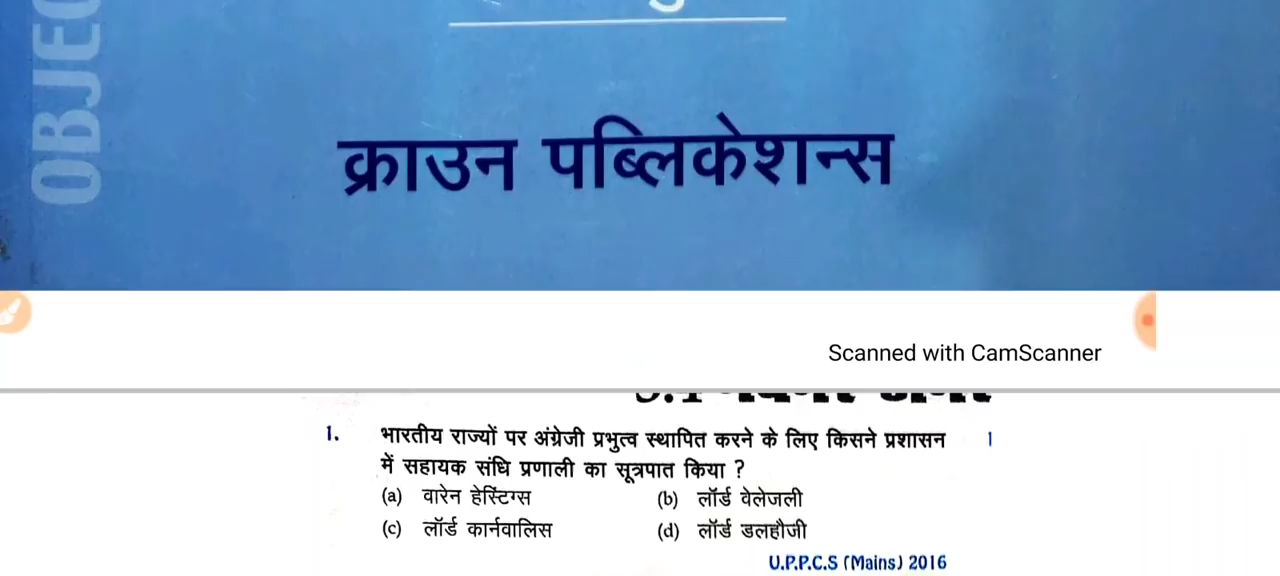 OBJEC
क्राउन पब्लिकेशन्स
Scanned with CamScanner
1. भारतीय राज्यों पर अंग्रेजी प्रभुत्व स्थापित करने के लिए किसने प्रशासन 1
में सहायक संधि प्रणाली का सूत्रपात किया ?
(a) वारेन हेस्टिंग्स (b) लॉर्ड वेलेजली
(c) लॉर्ड कार्नवालिस (d) लॉर्ड डलहौजी
U.P.P.C.S (Mains) 2016